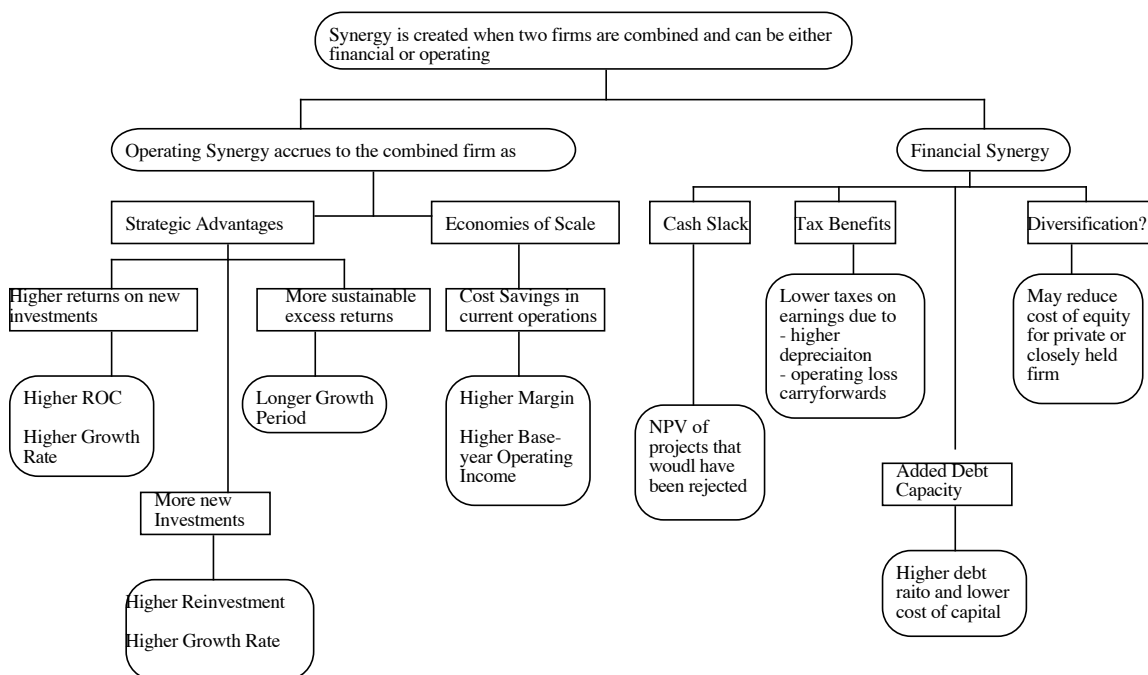 Synergy is created when two firms are combined and can be either
financial or operating
Operating Synergy accrues to the combined firm as
Financial Synergy
Strategic Advantages
Economies of Scale
Cash Slack
Tax Benefits
Diversification?
Higher returns on new
investments
More sustainable
excess returns
Cost Savings in
current operations
Lower taxes on
earnings due to
- higher
depreciaiton
- operating loss
carryforwards
May reduce
cost of equity
for private or
closely held
firm
Higher ROC
Higher Growth
Rate
Longer Growth
Period
Higher Margin
Higher Base-
year Operating
Income
NPV of
projects that
woudl have
been rejected
Added Debt
Capacity
More new
Investments
Higher debt
raito and lower
cost of capital
Higher Reinvestment
Higher Growth Rate